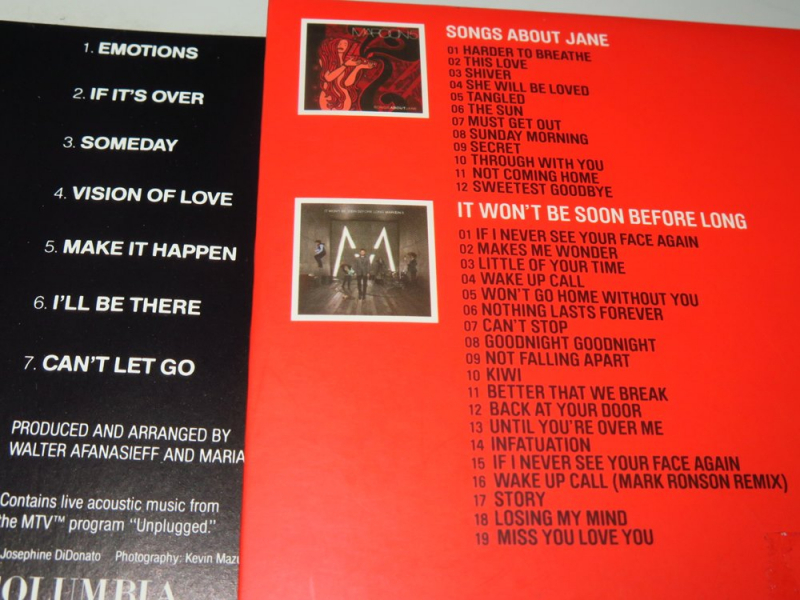 1. EMOTIONS
2. IF IT'S OVER
3. SOMEDAY
4. VISION OF LOVE
5. MAKE IT HAPPEN
6. I'LL BE THERE
7. CAN'T LET GO
PRODUCED AND ARRANGED BY
WALTER AFANASIEFF AND MARIA
Contains live acoustic music from
the MTV™ program "Unplugged."
Josephine DiDonato Photography: Kevin Mazu
COLUMBIA
MAROON5
SONGS ABOUT JANE
SONGS ABOUT JANE
01 HARDER TO BREATHE
02 THIS LOVE
03 SHIVER
04 SHE WILL BE LOVED
05 TANGLED
06 THE SUN
07 MUST GET OUT
08 SUNDAY MORNING
09 SECRET
10 THROUGH WITH YOU
11 NOT COMING HOME
12 SWEETEST GOODBYE
IT WON'T BE SOON BEFORE LONG
01 IF I NEVER SEE YOUR FACE AGAIN
02 MAKES ME WONDER
03 LITTLE OF YOUR TIME
04 WAKE UP CALL
05 WON'T GO HOME WITHOUT YOU
06 NOTHING LASTS FOREVER
07 CAN'T STOP
08 GOODNIGHT GOODNIGHT
09 NOT FALLING APART
10 KIWI
11 BETTER THAT WE BREAK
12 BACK AT YOUR DOOR
13 UNTIL YOU'RE OVER ME
14 INFATUATION
15 IF I NEVER SEE YOUR FACE AGAIN
16 WAKE UP CALL (MARK RONSON REMIX)
17 STORY
18 LOSING MY MIND
19 MISS YOU LOVE YOU